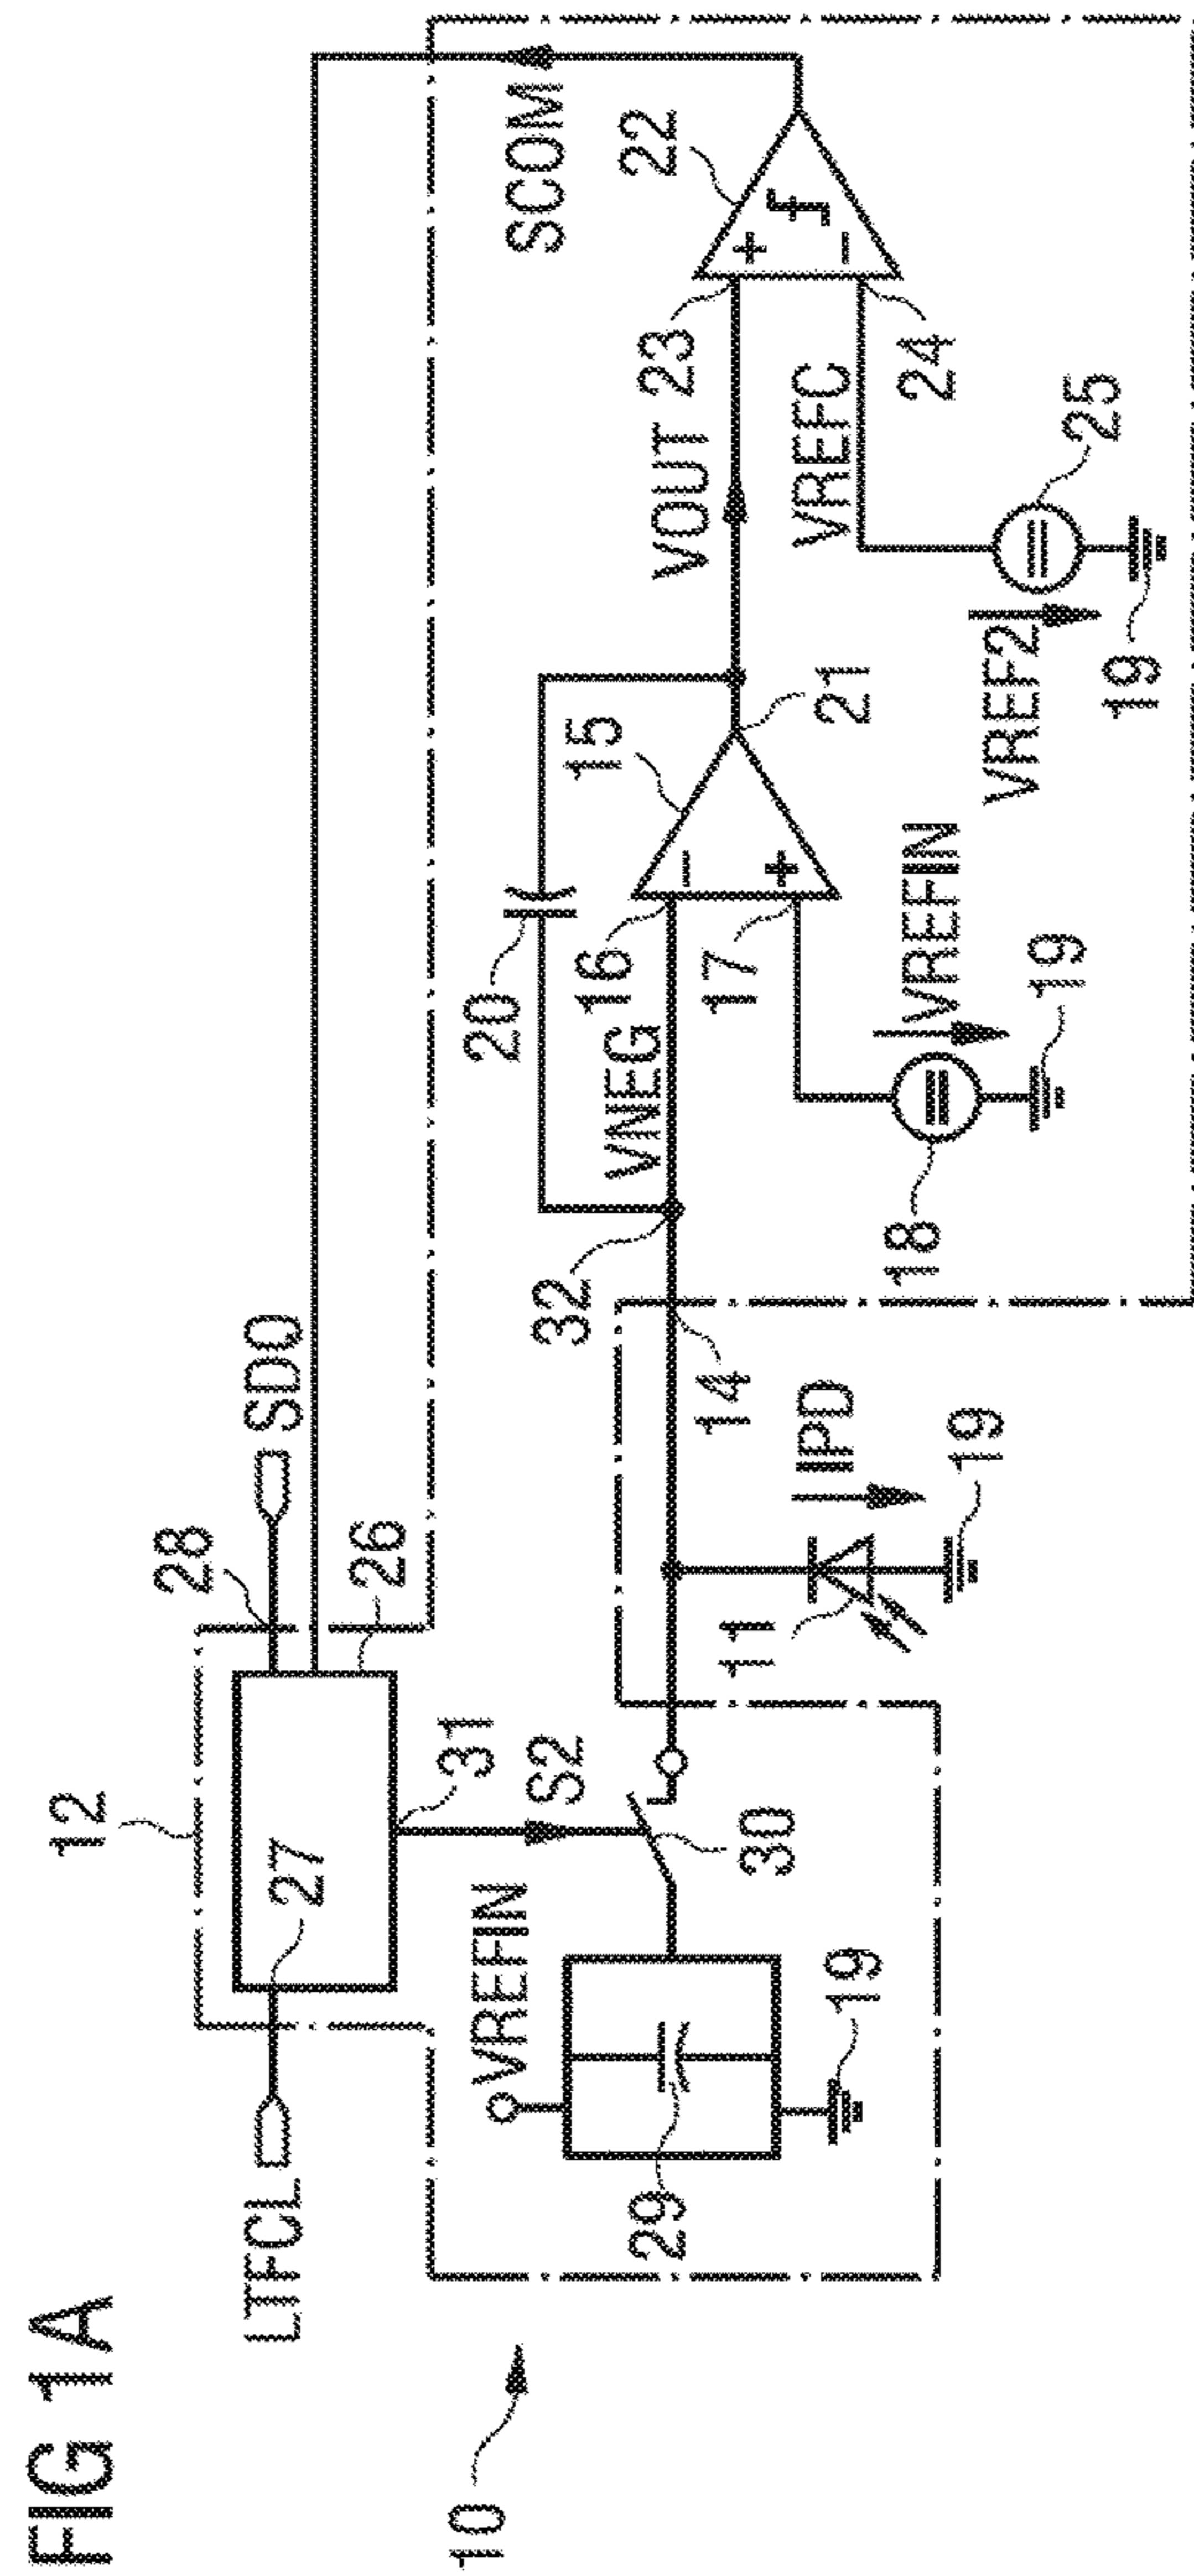 FIG 1A
10
12
LTFCL
27
28
SDO
26
31
S2
VREFIN
29
19
30
11
IPD
19
14
32
VNEG
16
17
20
15
18
VREFIN
19
21
VOUT
23
VREFC
24
VREF2
25
19
22
SCOM